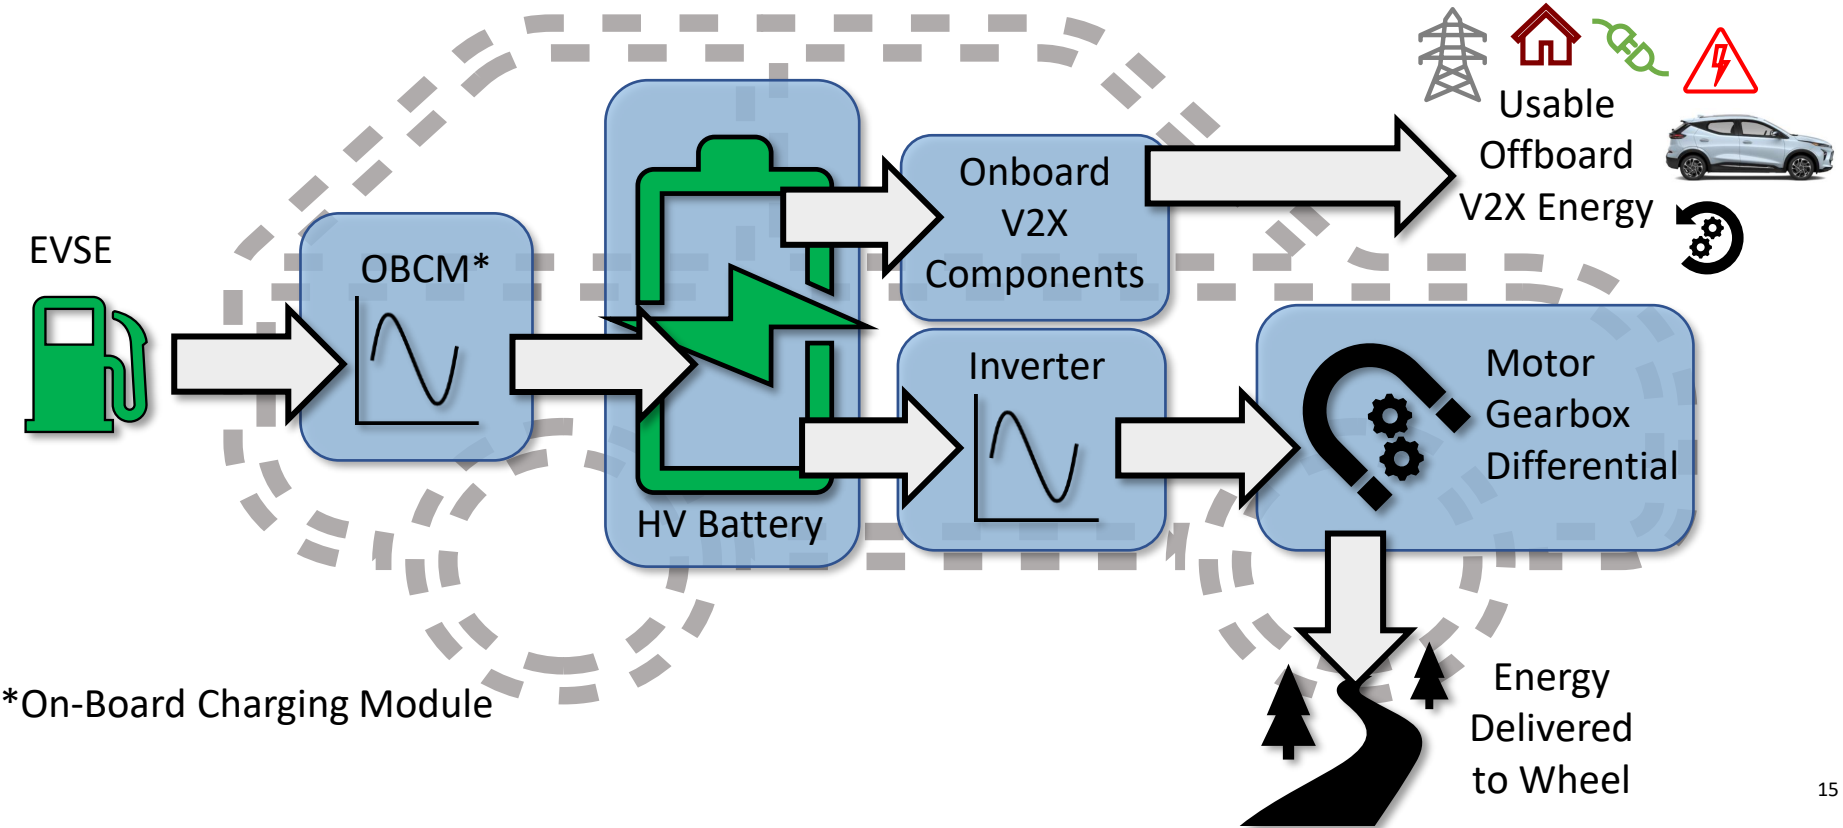 EVSE
OBCM*
HV Battery
Onboard
V2X
Components
Usable
Offboard
V2X Energy
Inverter
Motor
Gearbox
Differential
Energy
Delivered
to Wheel
*On-Board Charging Module
15